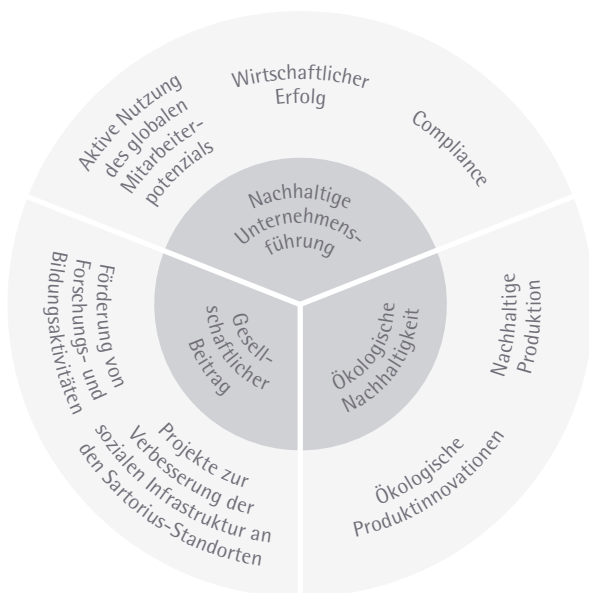 Aktive Nutzung
des globalen
Mitarbeiter-
potenzials
Wirtschaftlicher
Erfolg
Compliance
Nachhaltige
Unternehmens-
führung
Förderung von
Forschungs- und
Bildungsaktivitäten
Gesell-
schaftlicher
Beitrag
Ökologische
Nachhaltigkeit
Nachhaltige
Produktion
Projekte zur
Verbesserung der
sozialen Infrastruktur an
den Sartorius-Standorten
Ökologische
Produktinnovationen